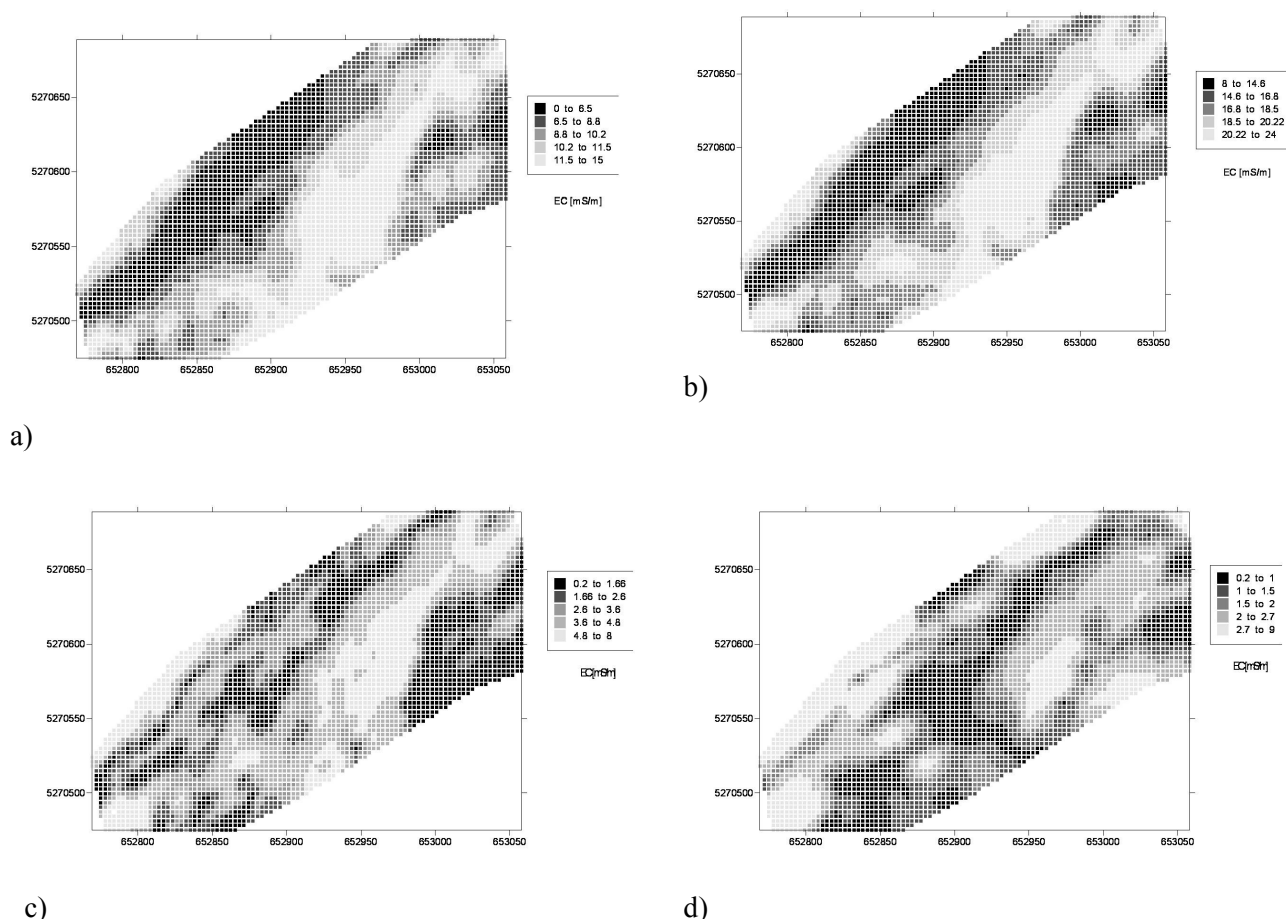 5270650
5270600
5270550
5270500
652800 652850 652900 652950 653000 653050
0 to 6.5
6.5 to 8.8
8.8 to 10.2
10.2 to 11.5
11.5 to 15
EC [mS/m]
a)
5270650
5270600
5270550
5270500
652800 652850 652900 652950 653000 653050
8 to 14.6
14.6 to 16.8
16.8 to 18.5
18.5 to 20.22
20.22 to 24
EC [mS/m]
b)
5270650
5270600
5270550
5270500
652800 652850 652900 652950 653000 653050
0.2 to 1.66
1.66 to 2.6
2.6 to 3.6
3.6 to 4.8
4.8 to 8
EC[mS/m]
c)
5270650
5270600
5270550
5270500
652800 652850 652900 652950 653000 653050
0.2 to 1
1 to 1.5
1.5 to 2
2 to 2.7
2.7 to 9
EC[mS/m]
d)